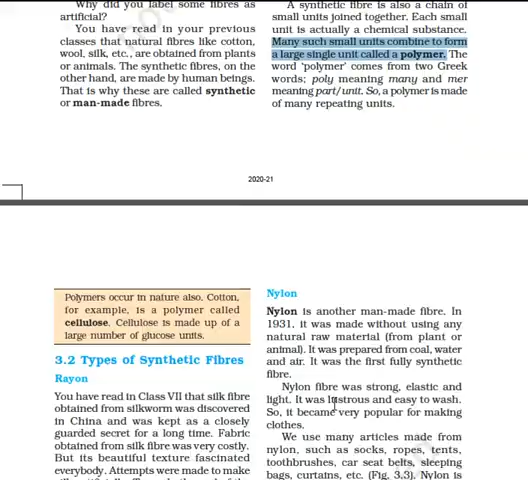 Why did you label some fibres as
artificial?
You have read in your previous
classes that natural fibres like cotton,
wool, silk, etc., are obtained from plants
or animals. The synthetic fibres, on the
other hand, are made by human beings.
That is why these are called synthetic
or man-made fibres.
A synthetic fibre is also a chain of
small units joined together. Each small
unit is actually a chemical substance.
Many such small units combine to form
a large single unit called a polymer. The
word ‘polymer’ comes from two Greek
words; poly meaning many and mer
meaning part/unit. So, a polymer is made
of many repeating units.
2020-21
Polymers occur in nature also. Cotton,
for example, is a polymer called
cellulose. Cellulose is made up of a
large number of glucose units.
3.2 Types of Synthetic Fibres
Rayon
You have read in Class VII that silk fibre
obtained from silkworm was discovered
in China and was kept as a closely
guarded secret for a long time. Fabric
obtained from silk fibre was very costly.
But its beautiful texture fascinated
everybody. Attempts were made to make
Nylon
Nylon is another man-made fibre. In
1931, it was made without using any
natural raw material (from plant or
animal). It was prepared from coal, water
and air. It was the first fully synthetic
fibre.
Nylon fibre was strong, elastic and
light. It was lustrous and easy to wash.
So, it became very popular for making
clothes.
We use many articles made from
nylon, such as socks, ropes, tents,
toothbrushes, car seat belts, sleeping
bags, curtains, etc. (Fig. 3.3). Nylon is